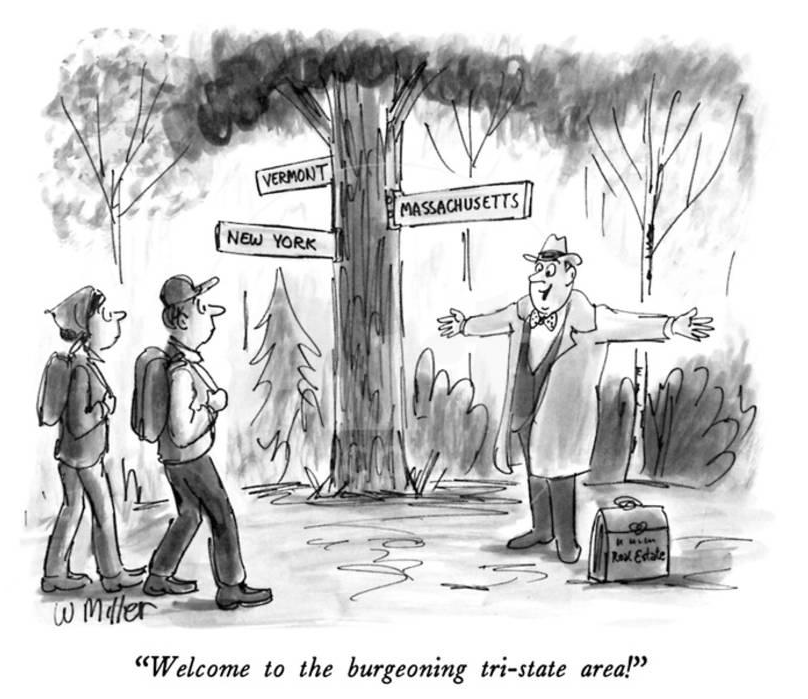 VERMONT
MASSACHUSETTS
NEW YORK
Real Estate
W Miller
“Welcome to the burgeoning tri-state area!”